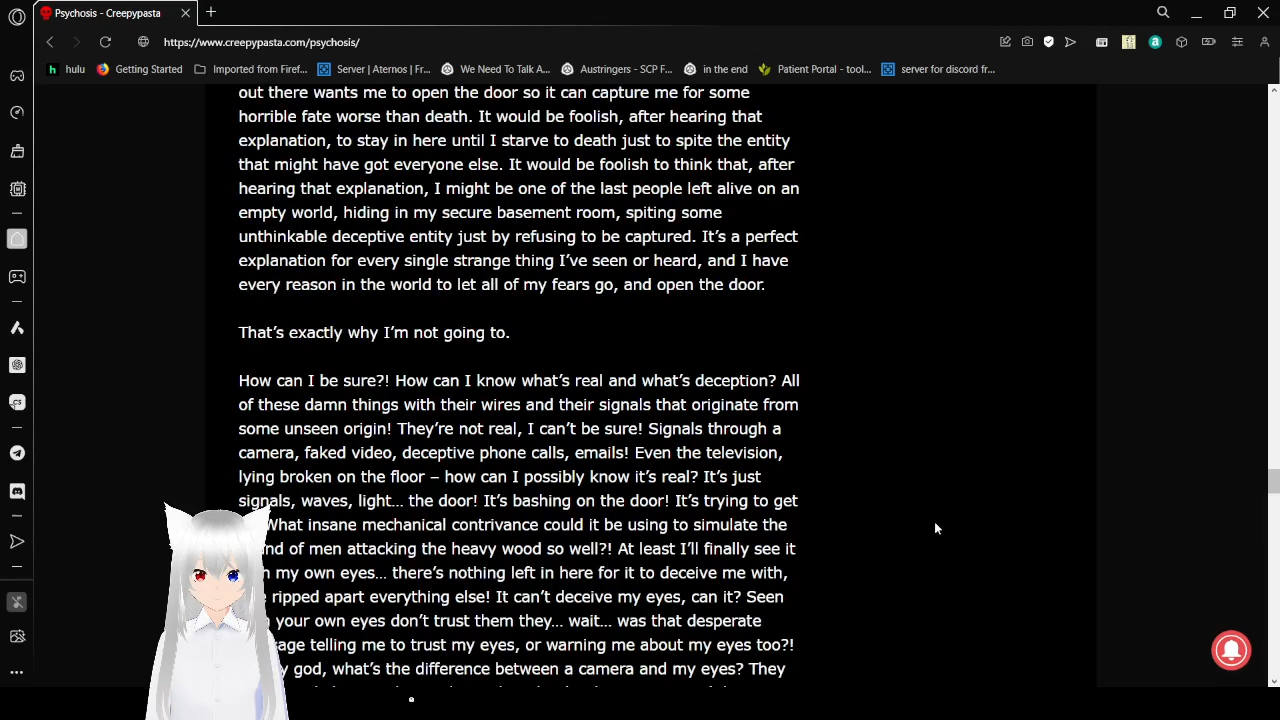 Psychosis - Creepypasta
https://www.creepypasta.com/psychosis/
hulu
Getting Started
Imported from Firef...
Server | Aternos | Fr...
We Need To Talk A...
Austringers - SCP F...
in the end
Patient Portal - tool...
server for discord fr...
out there wants me to open the door so it can capture me for some
horrible fate worse than death. It would be foolish, after hearing that
explanation, to stay in here until I starve to death just to spite the entity
that might have got everyone else. It would be foolish to think that, after
hearing that explanation, I might be one of the last people left alive on an
empty world, hiding in my secure basement room, spiting some
unthinkable deceptive entity just by refusing to be captured. It’s a perfect
explanation for every single strange thing I’ve seen or heard, and I have
every reason in the world to let all of my fears go, and open the door.
That’s exactly why I’m not going to.
How can I be sure?! How can I know what’s real and what’s deception? All
of these damn things with their wires and their signals that originate from
some unseen origin! They’re not real, I can’t be sure! Signals through a
camera, faked video, deceptive phone calls, emails! Even the television,
lying broken on the floor – how can I possibly know it’s real? It’s just
signals, waves, light… the door! It’s bashing on the door! It’s trying to get
What insane mechanical contrivance could it be using to simulate the
of men attacking the heavy wood so well?! At least I’ll finally see it
my own eyes… there’s nothing left in here for it to deceive me with,
ripped apart everything else! It can’t deceive my eyes, can it? Seen
your own eyes don’t trust them they… wait… was that desperate
telling me to trust my eyes, or warning me about my eyes too?!
god, what’s the difference between a camera and my eyes? They